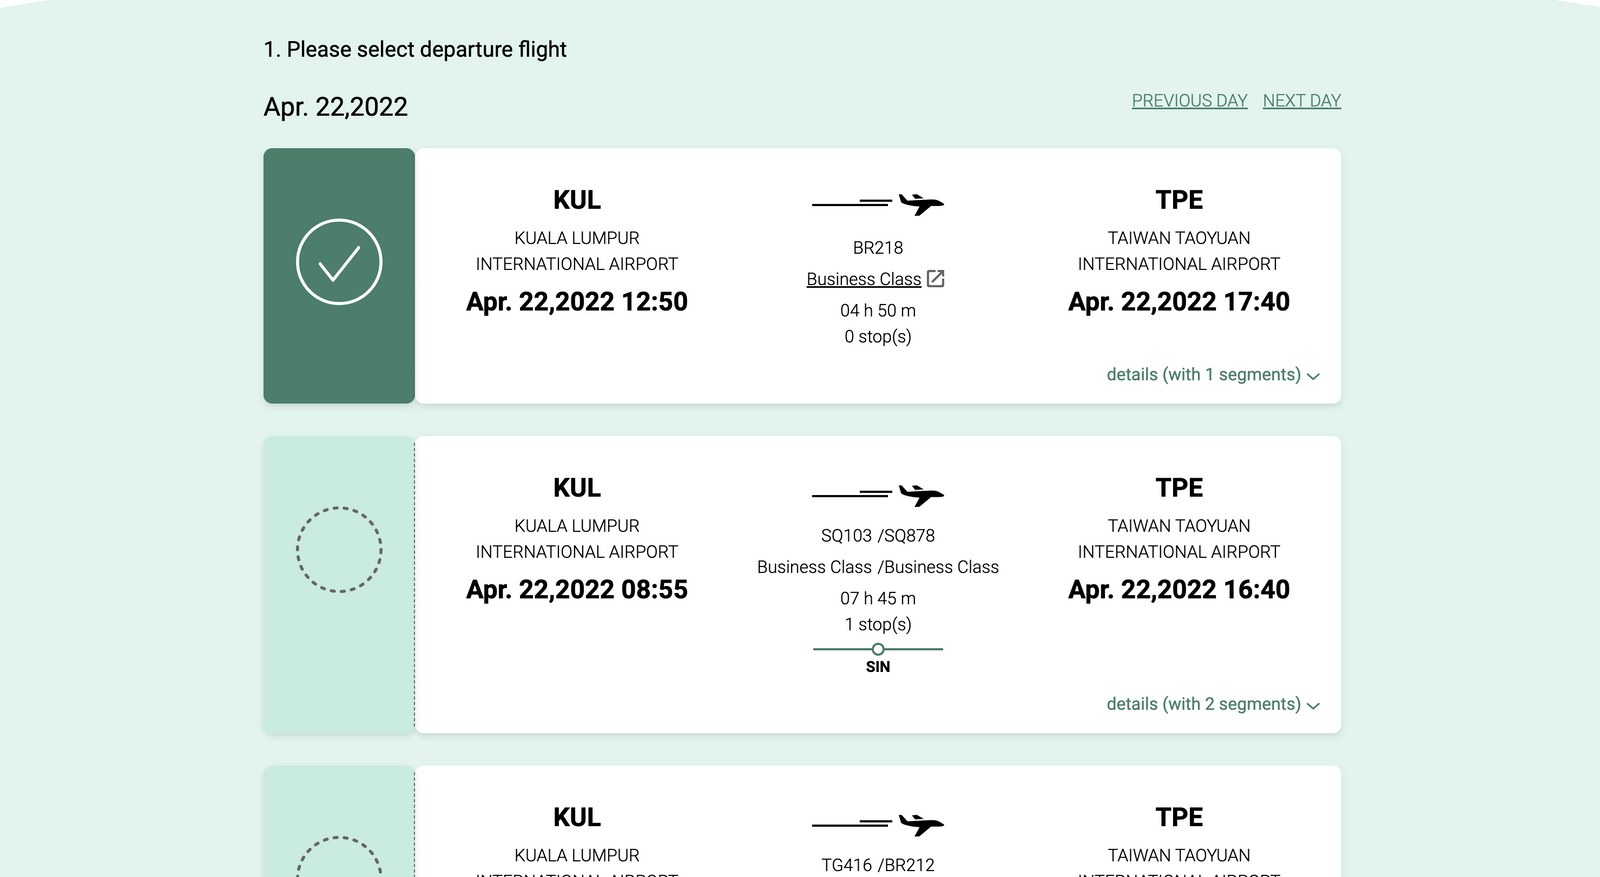 1. Please select departure flight
Apr. 22,2022
PREVIOUS DAY NEXT DAY
KUL
KUALA LUMPUR
INTERNATIONAL AIRPORT
Apr. 22,2022 12:50
BR218
Business Class
04 h 50 m
0 stop(s)
TPE
TAIWAN TAOYUAN
INTERNATIONAL AIRPORT
Apr. 22,2022 17:40
details (with 1 segments)
KUL
KUALA LUMPUR
INTERNATIONAL AIRPORT
Apr. 22,2022 08:55
SQ103 /SQ878
Business Class /Business Class
07 h 45 m
1 stop(s)
SIN
TPE
TAIWAN TAOYUAN
INTERNATIONAL AIRPORT
Apr. 22,2022 16:40
details (with 2 segments)
KUL
KUALA LUMPUR
INTERNATIONAL AIRPORT
TG416 /BR212
TPE
TAIWAN TAOYUAN
INTERNATIONAL AIRPORT